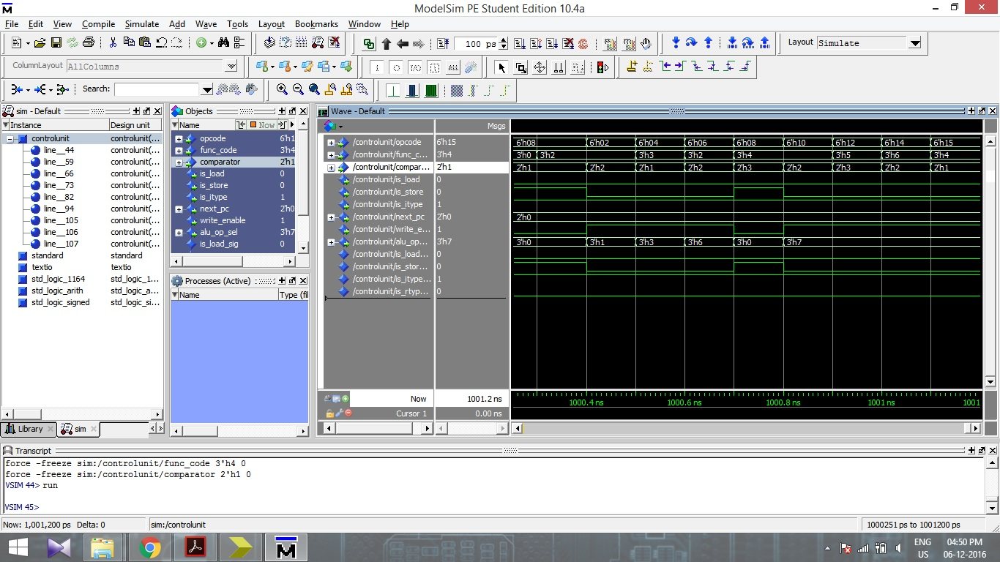 ModelSim PE Student Edition 10.4a
File Edit View Compile Simulate Add Wave Tools Layout Bookmarks Window Help
100 ps
Layout Simulate
ColumnLayout AllColumns
Search:
sim - Default
Instance Design unit
controlunit controlunit(...
line__44 controlunit(...
line__59 controlunit(...
line__66 controlunit(...
line__73 controlunit(...
line__82 controlunit(...
line__94 controlunit(...
line__105 controlunit(...
line__106 controlunit(...
line__107 controlunit(...
standard standard
textio textio
std_logic_1164 std_logic_1...
std_logic_arith std_logic_a...
std_logic_signed std_logic_si...
Library sim
Objects
Name Now
opcode 6'h1
func_code 3'h4
comparator 2'h1
is_load 0
is_store 0
is_itype 1
next_pc 2'h0
write_enable 1
alu_op_sel 3'h7
is_load_sig 0
Processes (Active)
Name Type (fil
Wave - Default
Msgs
/controlunit/opcode 6'h15 6'h08 6'h02 6'h04 6'h06 6'h08 6'h10 6'h12 6'h14 6'h15
/controlunit/func_c... 3'h4 3'h0 3'h2 3'h3 3'h2 3'h4 3'h5 3'h6 3'h4
/controlunit/compar... 2'h1 2'h1 2'h2 2'h1 2'h2 2'h3 2'h2 2'h3 2'h2 2'h1
/controlunit/is_load 0
/controlunit/is_store 0
/controlunit/is_itype 1
/controlunit/next_pc 2'h0 2'h0
/controlunit/write_e... 1
/controlunit/alu_op... 3'h7 3'h0 3'h1 3'h3 3'h6 3'h0 3'h7
/controlunit/is_load... 0
/controlunit/is_stor... 0
/controlunit/is_itype... 1
/controlunit/is_rtyp... 0
Now 1001.2 ns 1000.4 ns 1000.6 ns 1000.8 ns 1001 ns 1001
Cursor 1 0.00 ns
Transcript
force -freeze sim:/controlunit/func_code 3'h4 0
force -freeze sim:/controlunit/comparator 2'h1 0
VSIM 44> run
VSIM 45>
Now: 1,001,200 ps Delta: 0 sim:/controlunit 1000251 ps to 1001200 ps
ENG 04:50 PM
US 06-12-2016